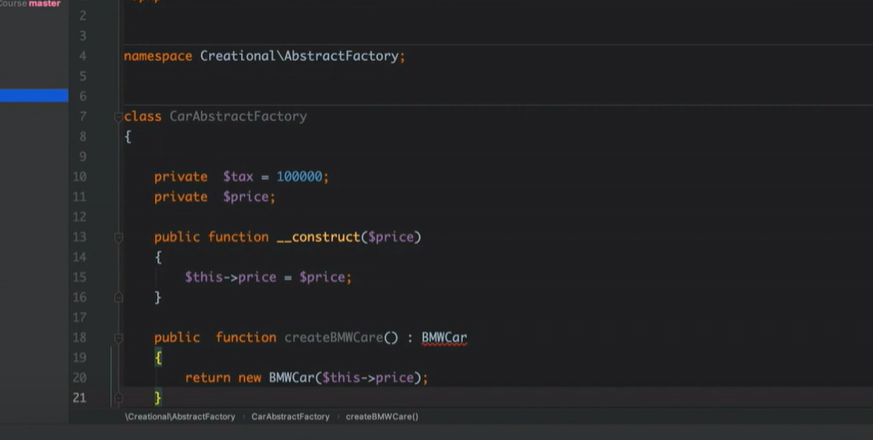 Course master
2
3
4 namespace Creational\AbstractFactory;
5
6
7 class CarAbstractFactory
8 {
9
10 private $tax = 100000;
11 private $price;
12
13 public function __construct($price)
14 {
15 $this->price = $price;
16 }
17
18 public function createBMWCare() : BMWCar
19 {
20 return new BMWCar($this->price);
21 }
\Creational\AbstractFactory › CarAbstractFactory › createBMWCare()